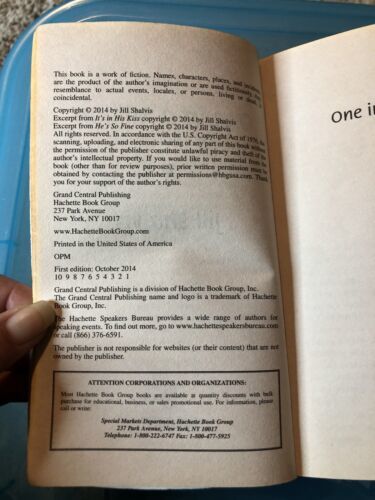 This book is a work of fiction. Names, characters, places, and incidents
are the product of the author's imagination or are used fictitiously.
resemblance to actual events, locales, or persons, living or dead, is
coincidental.
Copyright © 2014 by Jill Shalvis
Excerpt from It's in His Kiss copyright © 2014 by Jill Shalvis
Excerpt from He's So Fine copyright © 2014 by Jill Shalvis
All rights reserved. In accordance with the U.S. Copyright Act of 1976, the
scanning, uploading, and electronic sharing of any part of this book without
the permission of the publisher constitute unlawful piracy and theft of the
author's intellectual property. If you would like to use material from the
book (other than for review purposes), prior written permission must be
obtained by contacting the publisher at permissions@hbgusa.com. Thank
you for your support of the author's rights.
Grand Central Publishing
Hachette Book Group
237 Park Avenue
New York, NY 10017
www.HachetteBookGroup.com
Printed in the United States of America
OPM
First edition: October 2014
10 9 8 7 6 5 4 3 2 1
Grand Central Publishing is a division of Hachette Book Group, Inc.
The Grand Central Publishing name and logo is a trademark of Hachette
Book Group, Inc.
The Hachette Speakers Bureau provides a wide range of authors for
speaking events. To find out more, go to www.hachettespeakersbureau.com
or call (866) 376-6591.
The publisher is not responsible for websites (or their content) that are not
owned by the publisher.
ATTENTION CORPORATIONS AND ORGANIZATIONS:
Most Hachette Book Group books are available at quantity discounts with bulk
purchase for educational, business, or sales promotional use. For information, please
call or write:
Special Markets Department, Hachette Book Group
237 Park Avenue, New York, NY 10017
Telephone: 1-800-222-6747 Fax: 1-800-477-5925
One in